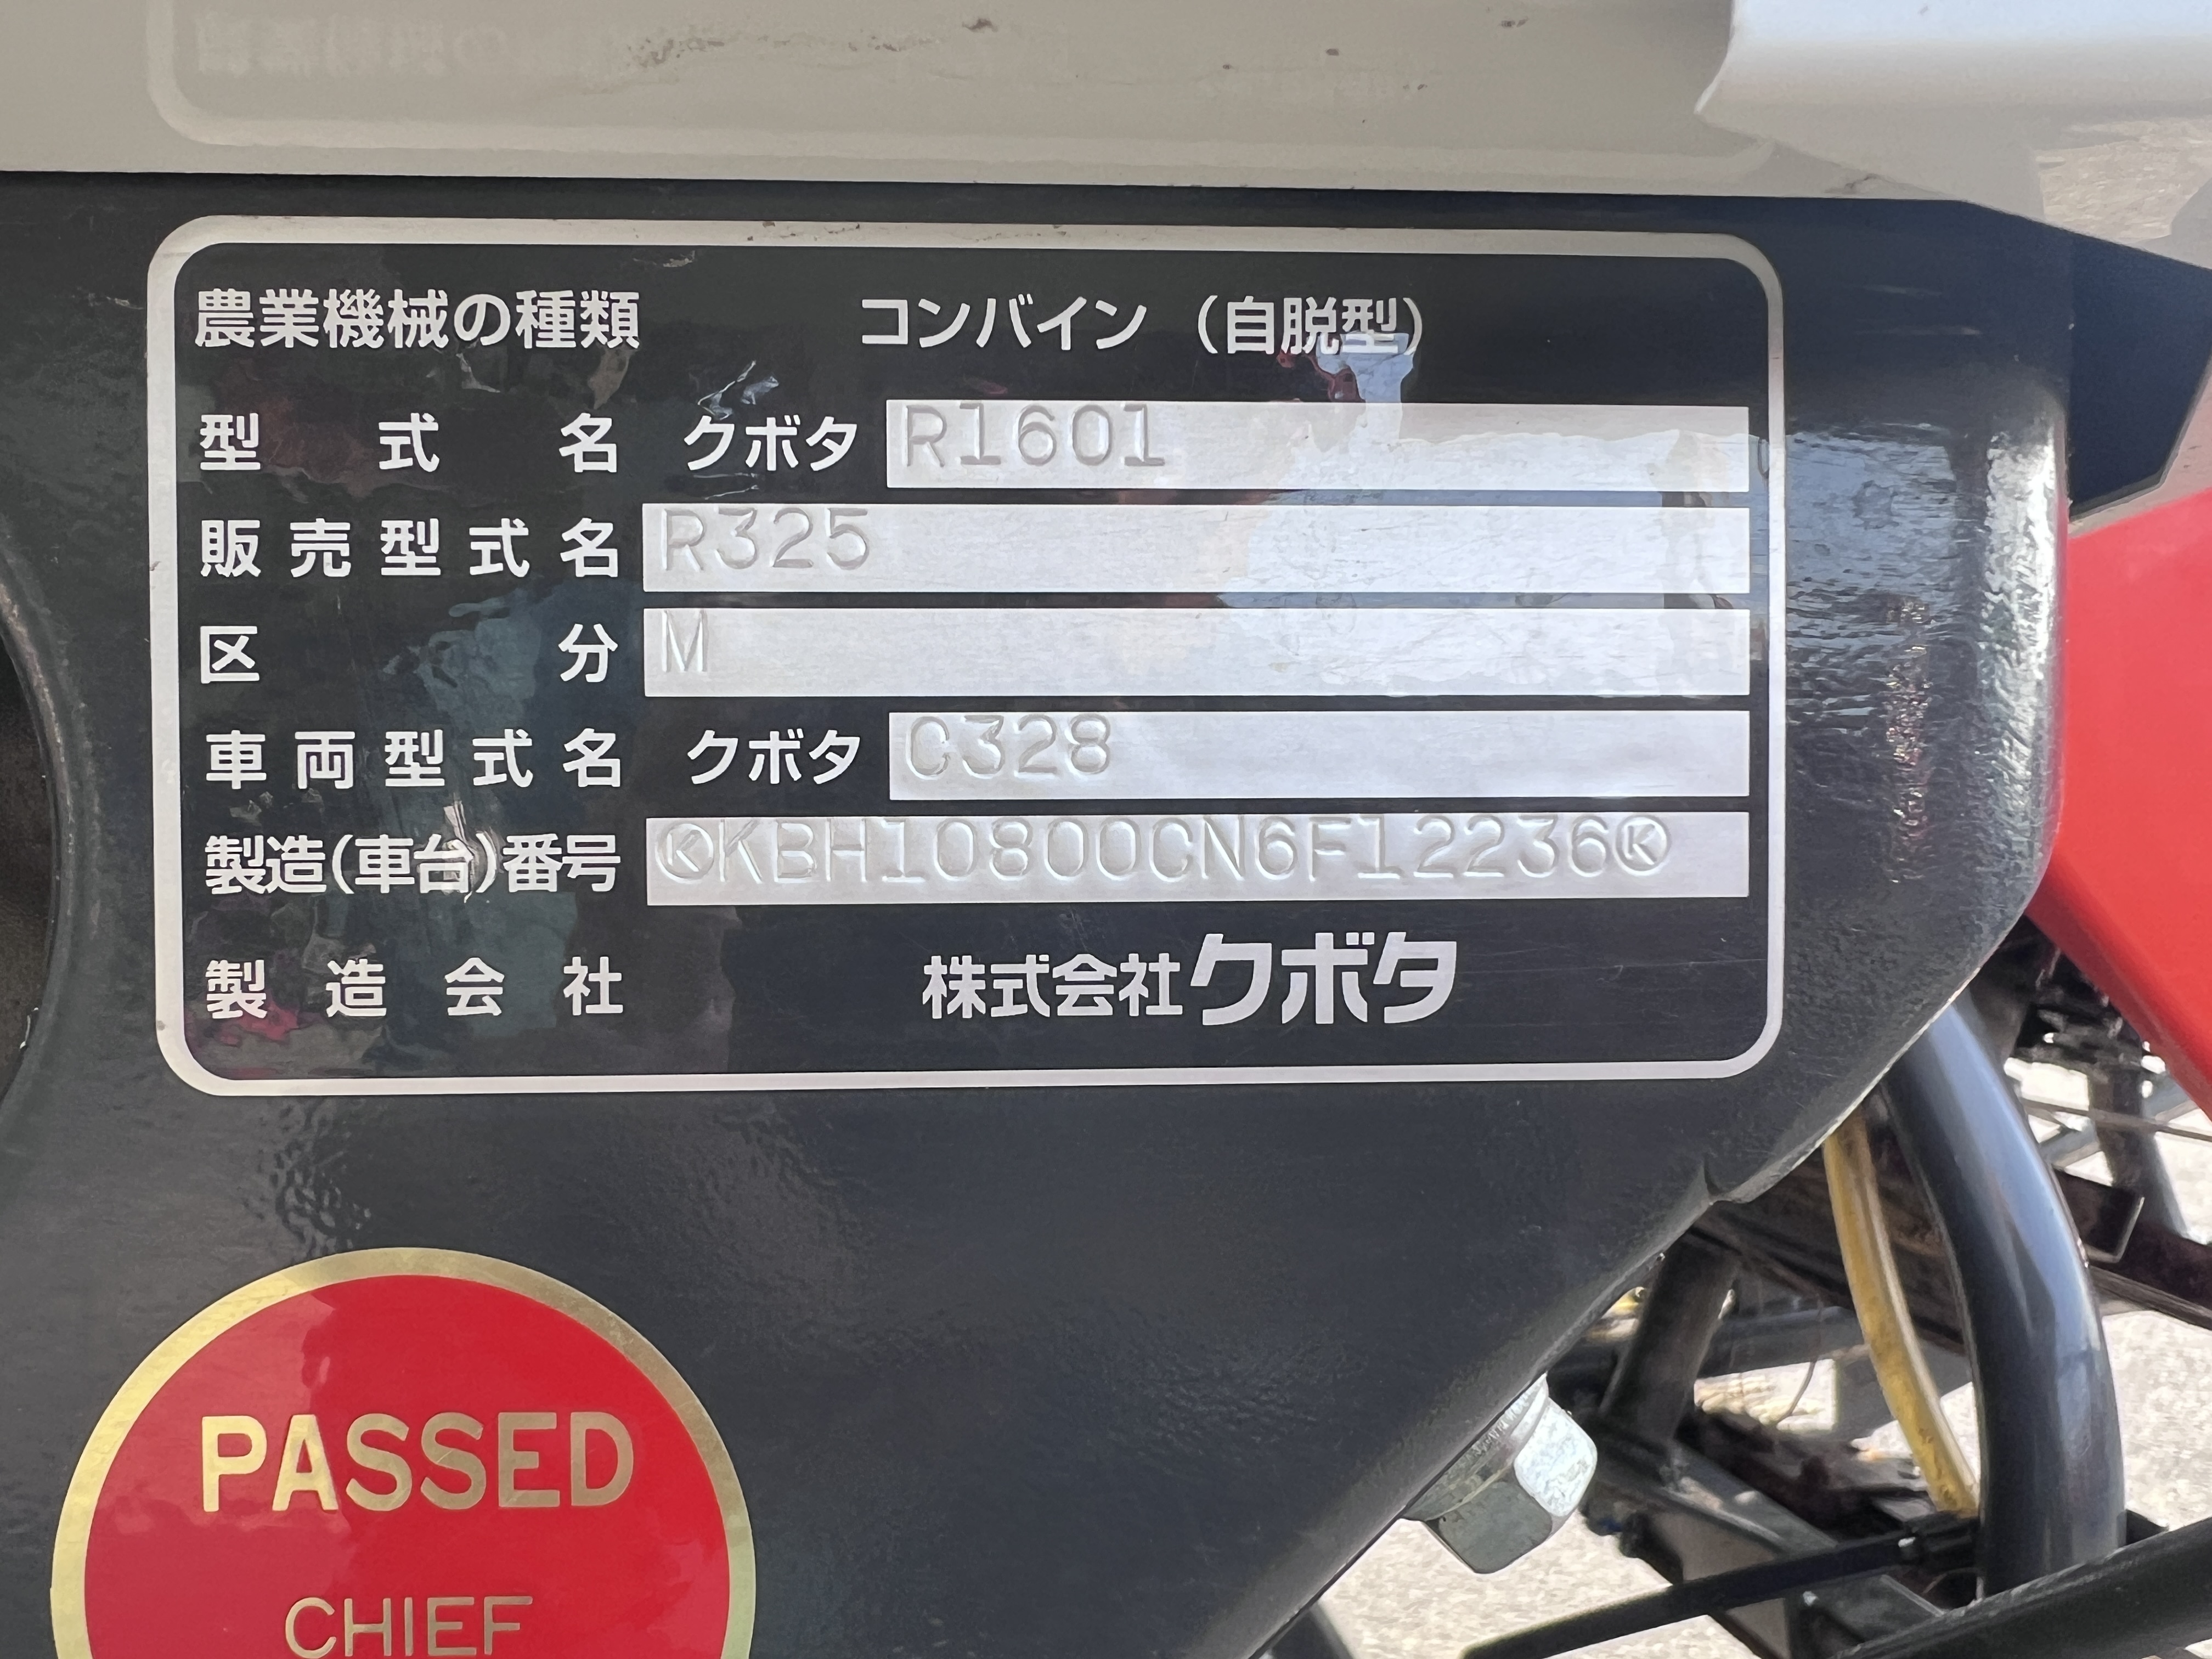 農業機械の種類 コンバイン（自脱型）
型式名 クボタ R1601
販売型式名 R325
区分 M
車両型式名 クボタ C328
製造(車台)番号 ⓀKBH10800CN6F12236Ⓚ
製造会社 株式会社クボタ
PASSED
CHIEF